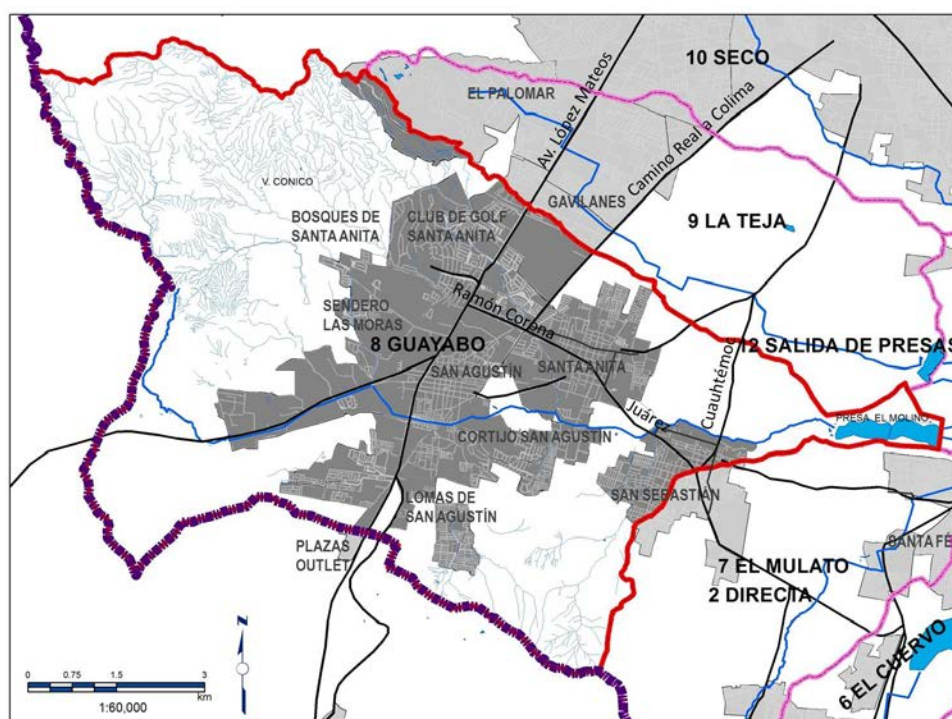 10 SECO
EL PALOMAR
Av. López Mateos
Camino Real a Colima
V. CONICO
GAVILANES
BOSQUES DE
SANTA ANITA
CLUB DE GOLF
SANTA ANITA
9 LA TEJA
Ramón Corona
SENDERO
LAS MORAS
8 GUAYABO
SAN AGUSTÍN
SANTA ANITA
Cuauhtémoc
12 SALIDA DE PRESAS
Juárez
PRESA EL MOLINO
CORTIJO SAN AGUSTÍN
LOMAS DE
SAN AGUSTÍN
SAN SEBASTIÁN
PLAZAS
OUTLET
SANTA FÉ
7 EL MULATO
2 DIRECTA
6 EL CUERVO
N
0 0.75 1.5 3
km
1:60,000